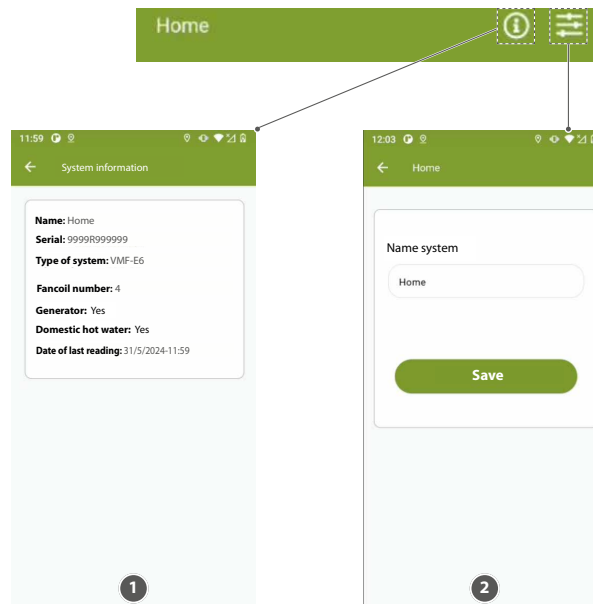 Home
11:59
System information
Name: Home
Serial: 9999R999999
Type of system: VMF-E6
Fancoil number: 4
Generator: Yes
Domestic hot water: Yes
Date of last reading: 31/5/2024-11:59
1
12:03
Home
Name system
Home
Save
2